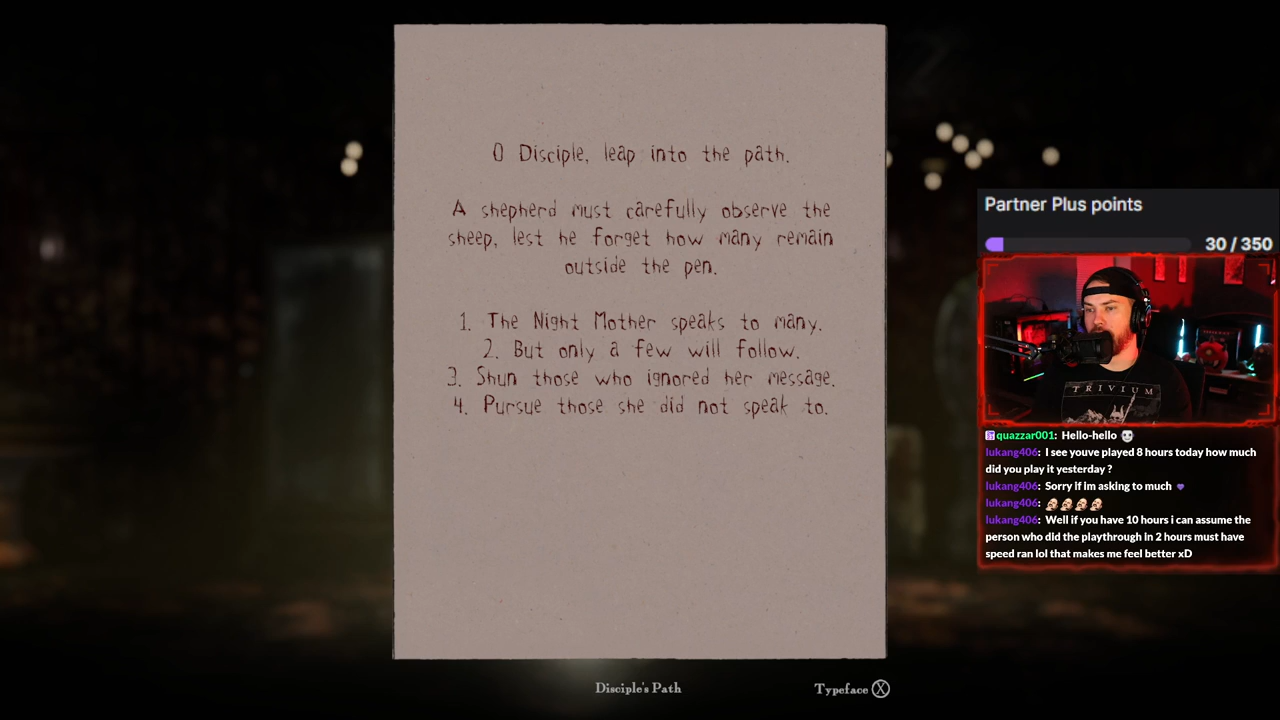 O Disciple, leap into the path.
A shepherd must carefully observe the
sheep, lest he forget how many remain
outside the pen.
1. The Night Mother speaks to many.
2. But only a few will follow.
3. Shun those who ignored her message.
4. Pursue those she did not speak to.
Disciple's Path
Typeface X
Partner Plus points
30 / 350
TRIVIUM
quazzar001: Hello-hello
lukang406: I see youve played 8 hours today how much
did you play it yesterday ?
lukang406: Sorry if im asking to much
lukang406:
lukang406: Well if you have 10 hours i can assume the
person who did the playthrough in 2 hours must have
speed ran lol that makes me feel better xD